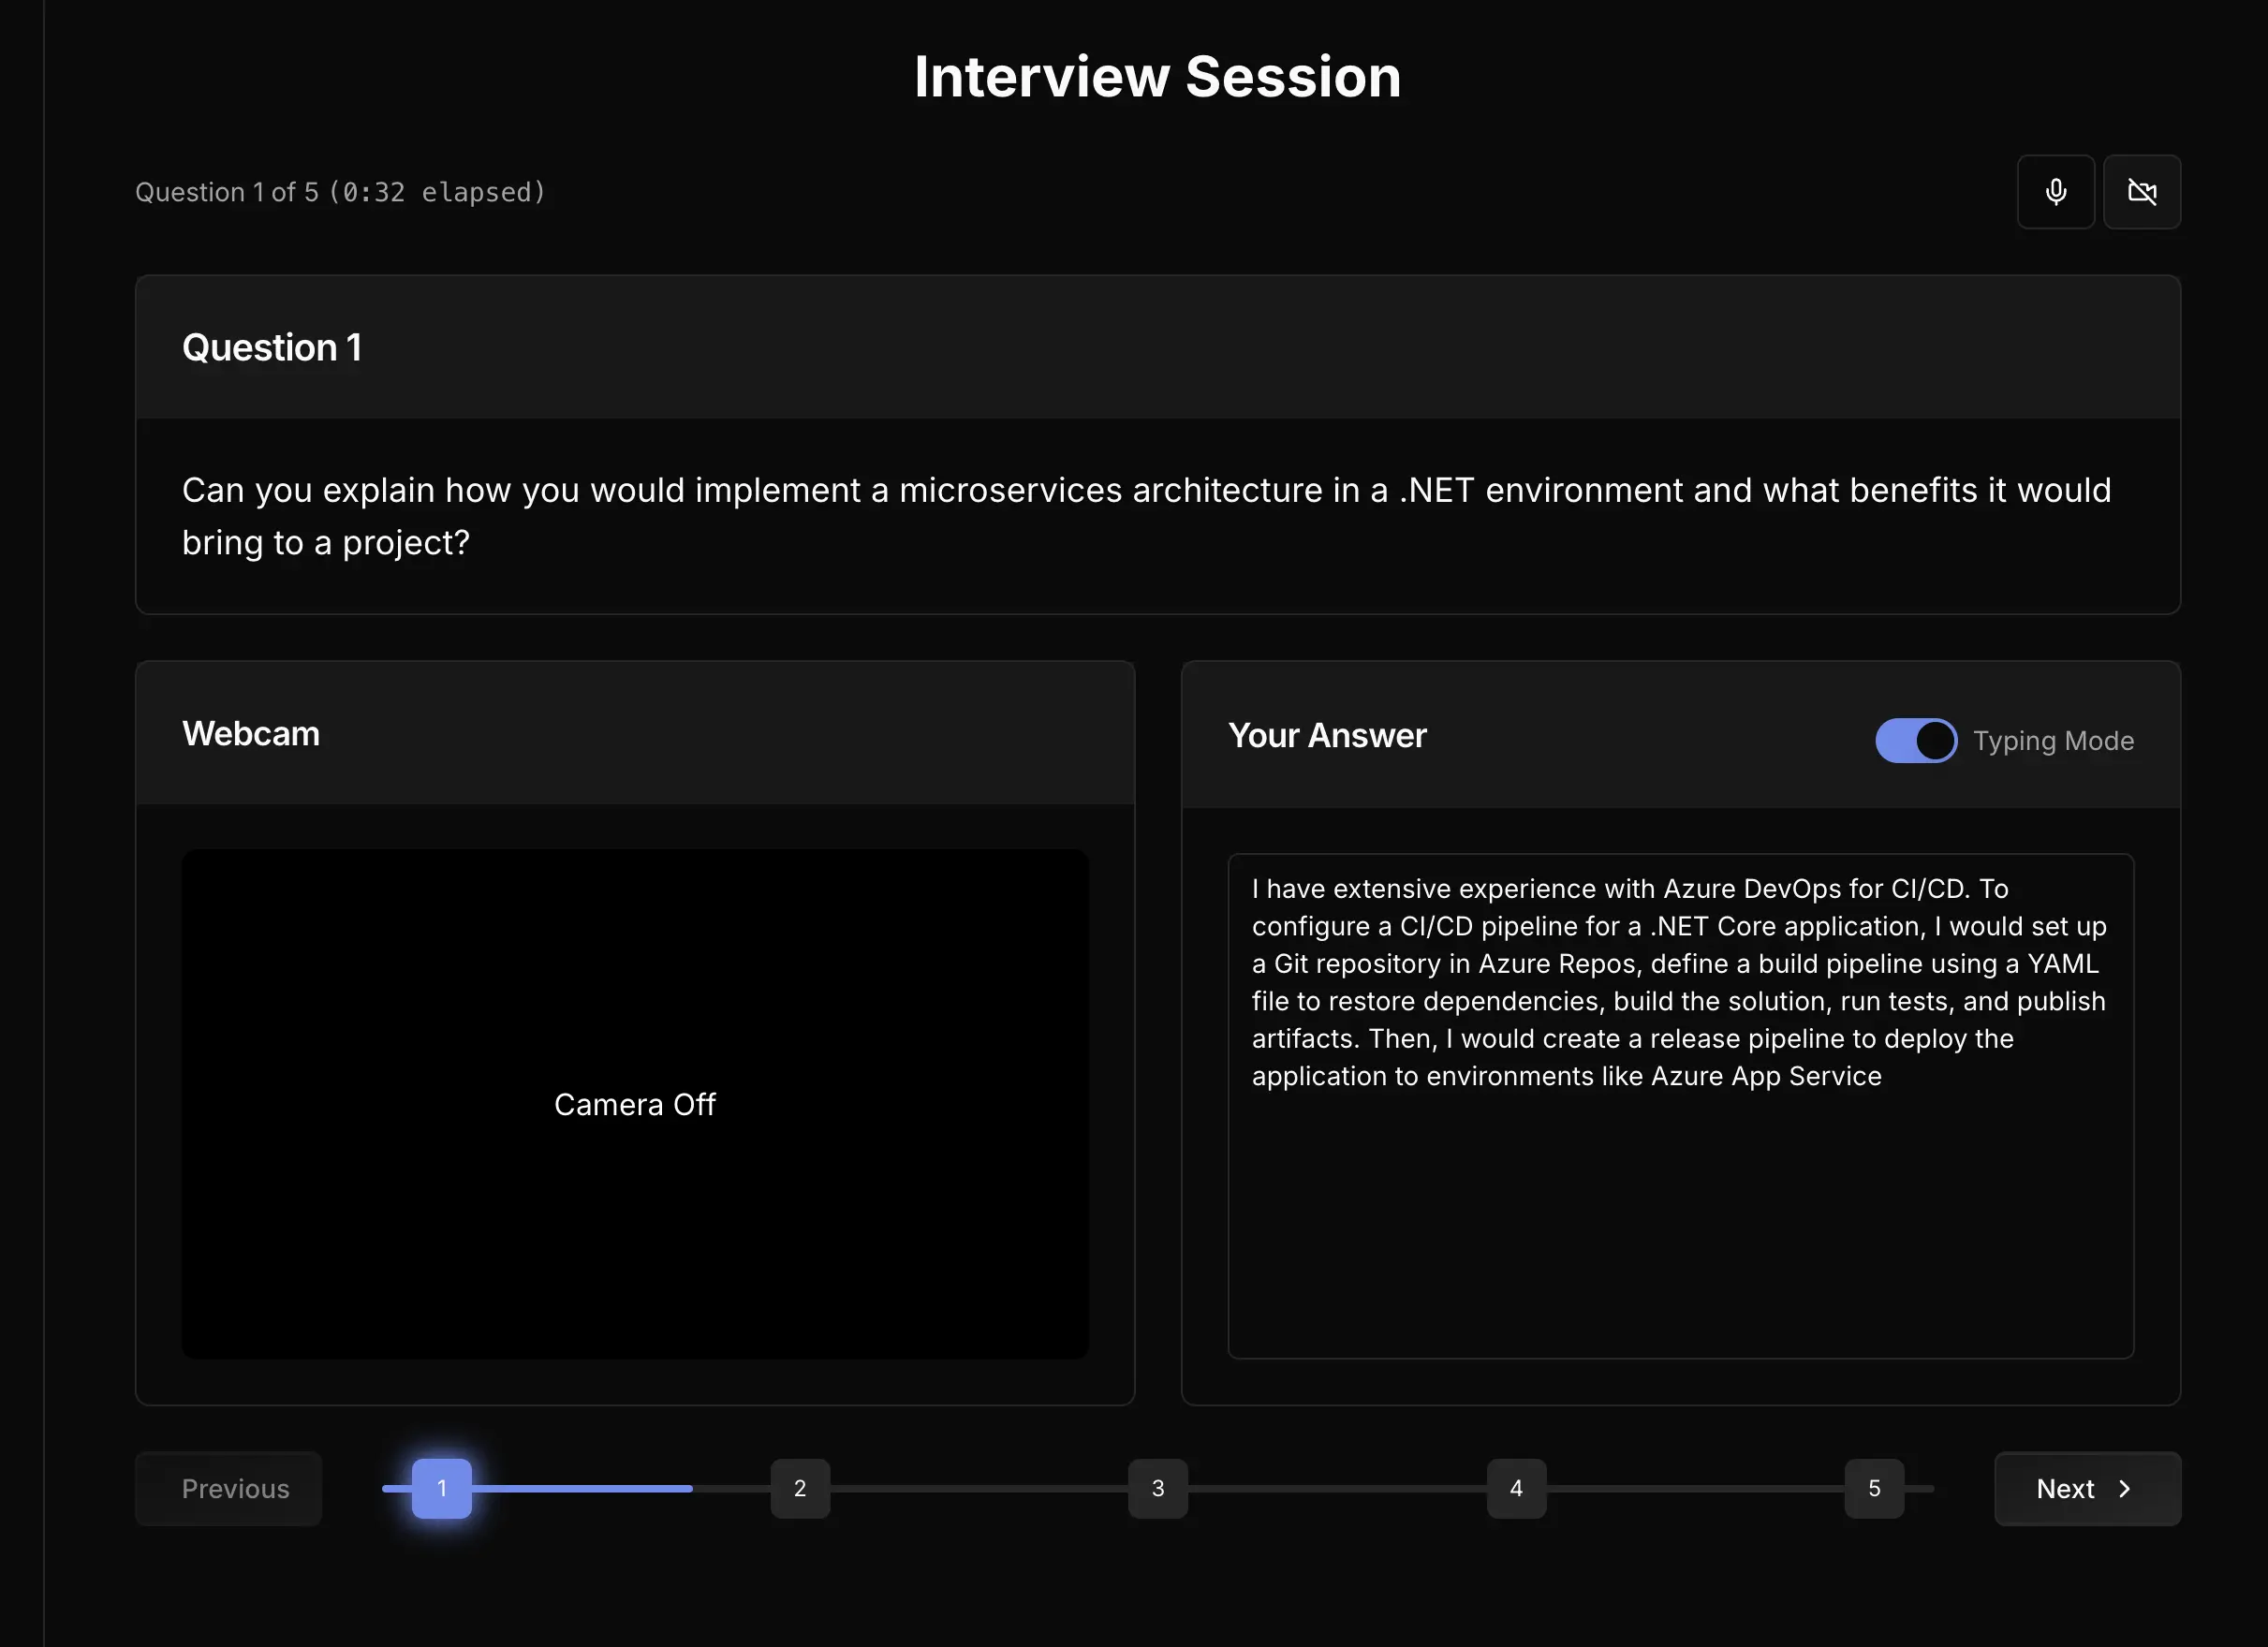 Interview Session
Question 1 of 5 (0:32 elapsed)
Question 1
Can you explain how you would implement a microservices architecture in a .NET environment and what benefits it would
bring to a project?
Webcam
Camera Off
Your Answer
Typing Mode
I have extensive experience with Azure DevOps for CI/CD. To
configure a CI/CD pipeline for a .NET Core application, I would set up
a Git repository in Azure Repos, define a build pipeline using a YAML
file to restore dependencies, build the solution, run tests, and publish
artifacts. Then, I would create a release pipeline to deploy the
application to environments like Azure App Service
Previous
1
2
3
4
5
Next